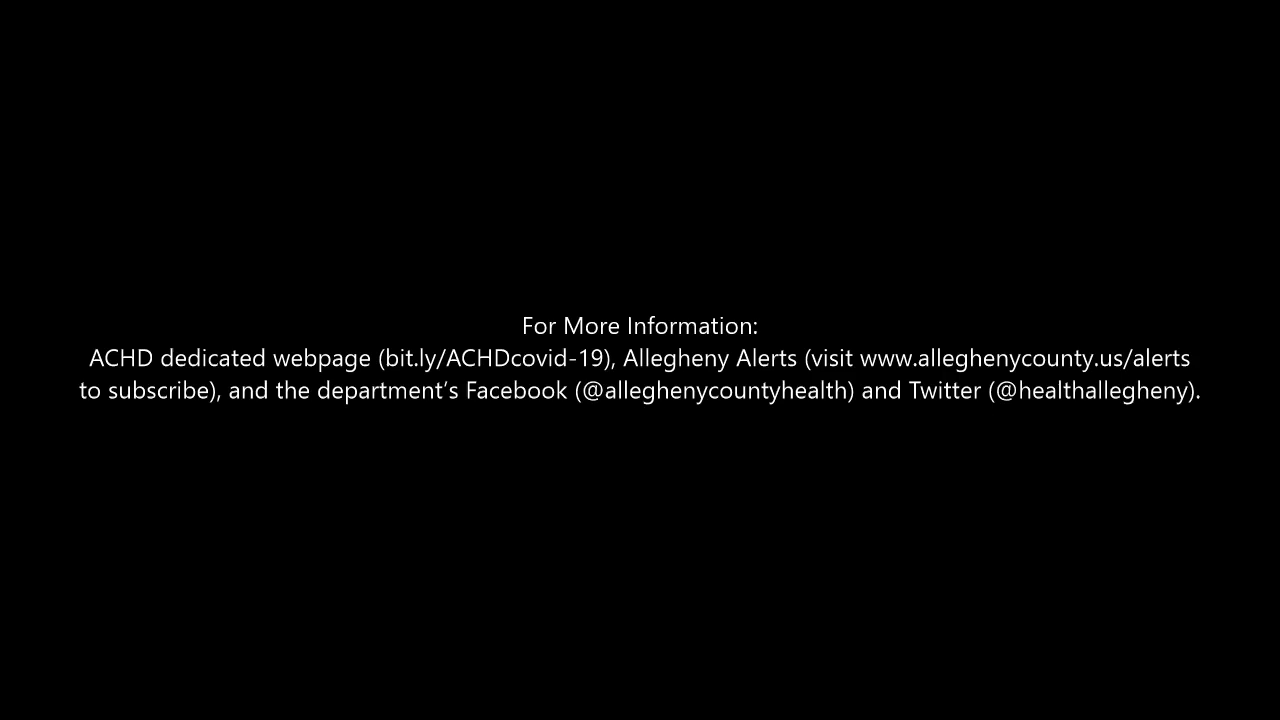 For More Information:
ACHD dedicated webpage (bit.ly/ACHDcovid-19), Allegheny Alerts (visit www.alleghenycounty.us/alerts
to subscribe), and the department’s Facebook (@alleghenycountyhealth) and Twitter (@healthallegheny).